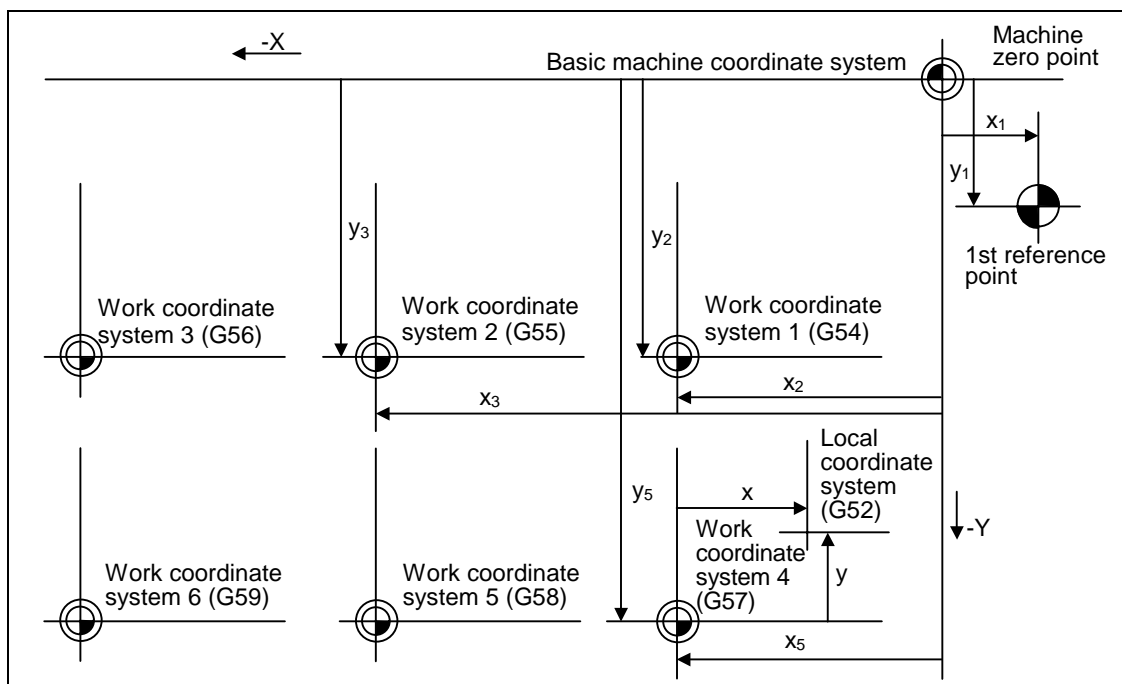 -X
Basic machine coordinate system
Machine
zero point
x1
y1
1st reference
point
y3
y2
Work coordinate
system 3 (G56)
Work coordinate
system 2 (G55)
Work coordinate
system 1 (G54)
x3
x2
Local
coordinate
system
(G52)
y5
x
-Y
Work
coordinate
system 4
(G57)
y
Work coordinate
system 6 (G59)
Work coordinate
system 5 (G58)
x5